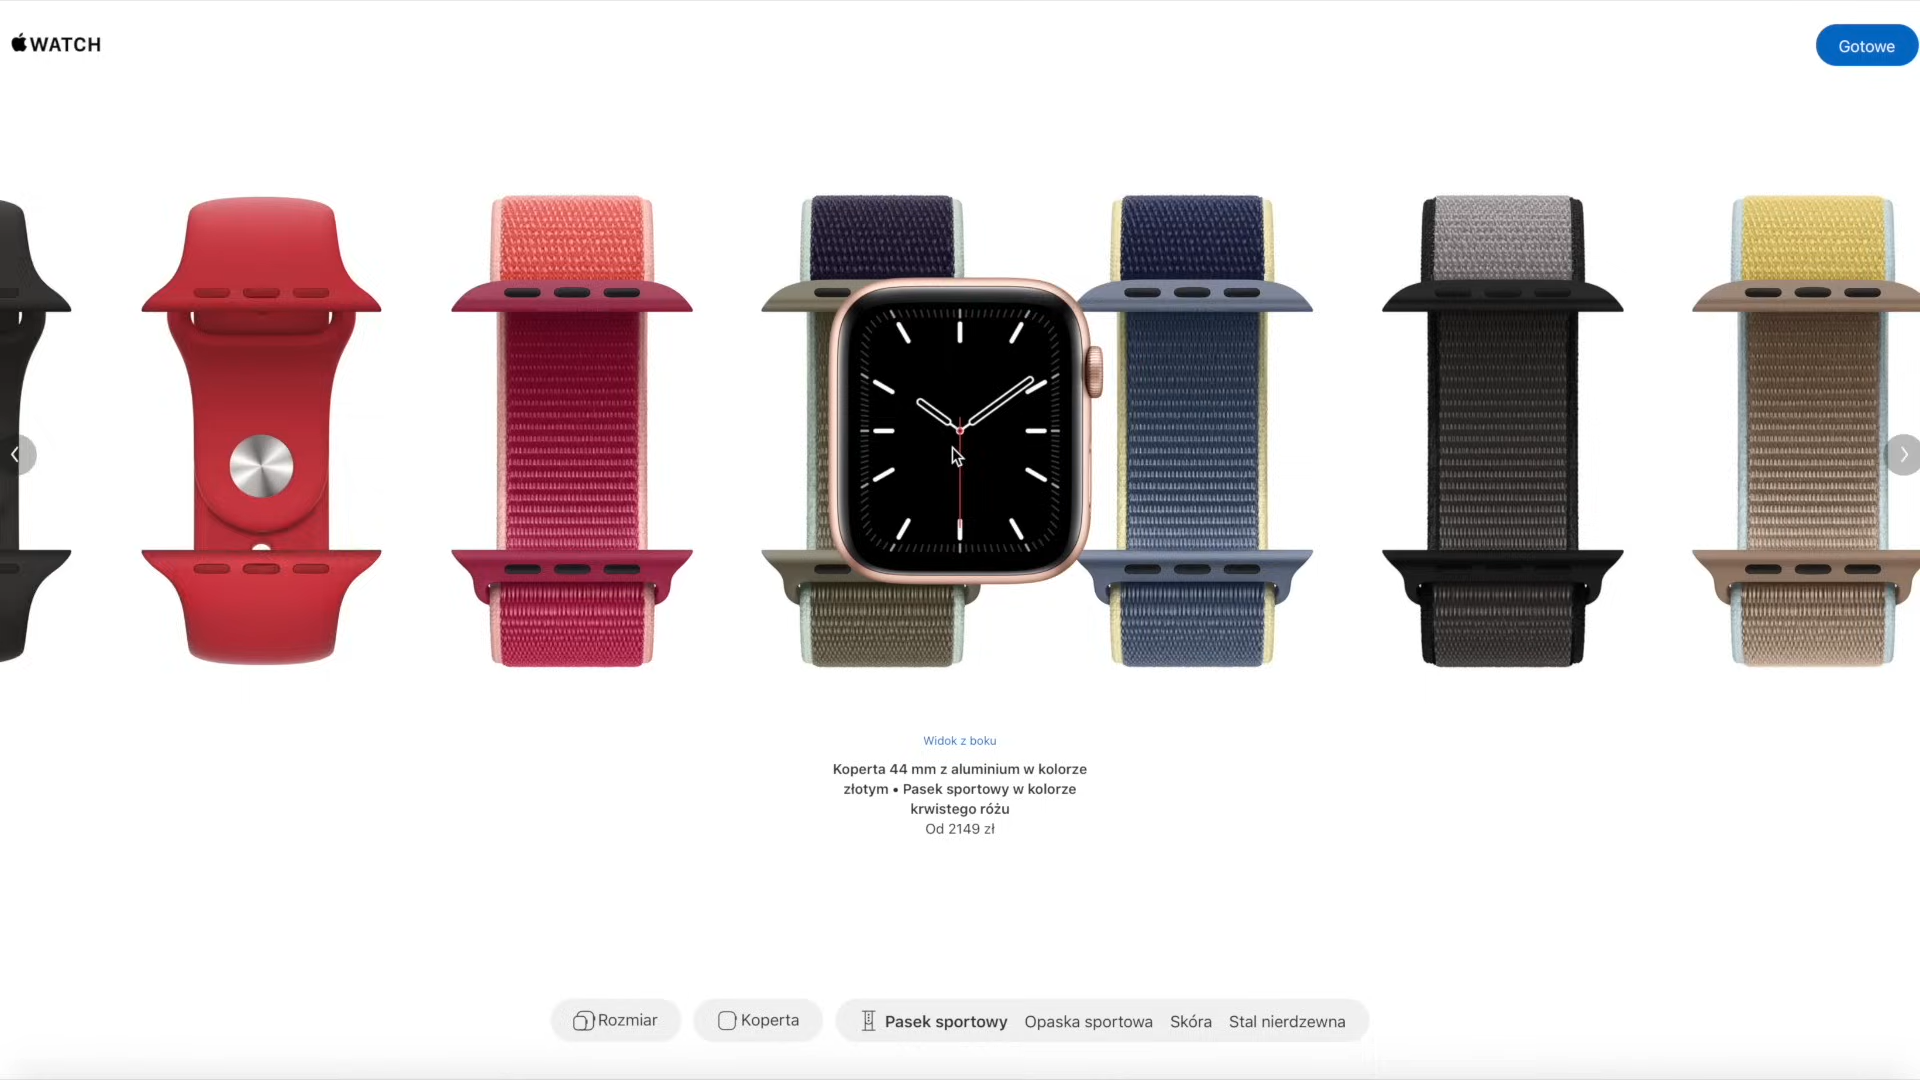 WATCH
Gotowe
Widok z boku
Koperta 44 mm z aluminium w kolorze
złotym • Pasek sportowy w kolorze
krwistego różu
Od 2149 zł
Rozmiar
Koperta
Pasek sportowy Opaska sportowa Skóra Stal nierdzewna